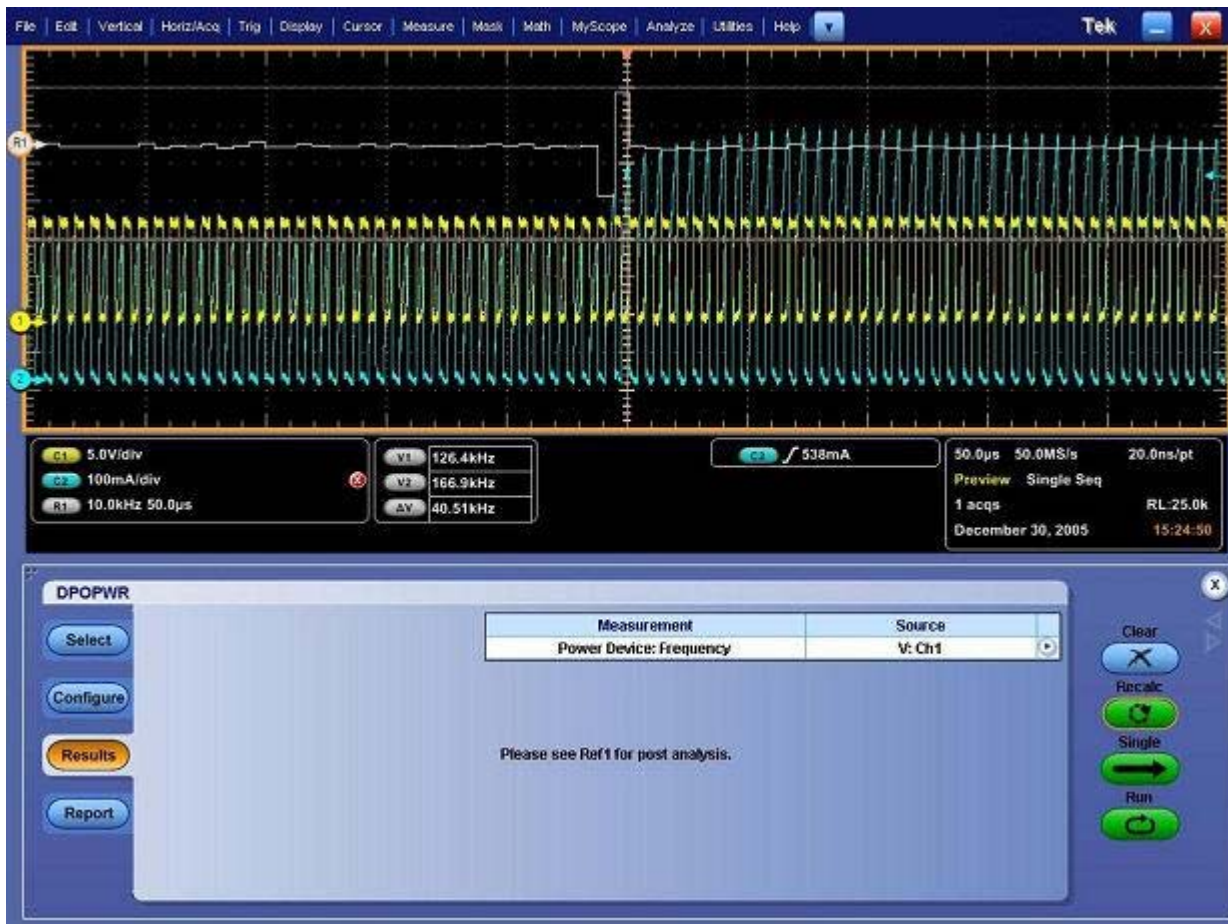 File | Edit | Vertical | Horiz/Acq | Trig | Display | Cursor | Measure | Mask | Math | MyScope | Analyze | Utilities | Help
Tek
R1
1
2
C1 5.0V/div
C2 100mA/div
R1 10.0kHz 50.0µs
V1 126.4kHz
V2 166.9kHz
ΔV 40.51kHz
C2 538mA
50.0µs 50.0MS/s 20.0ns/pt
Preview Single Seq
1 acqs RL:25.0k
December 30, 2005 15:24:50
DPOPWR
Select
Configure
Results
Report
Measurement Source
Power Device: Frequency V: Ch1
Please see Ref1 for post analysis.
Clear
Recalc
Single
Run